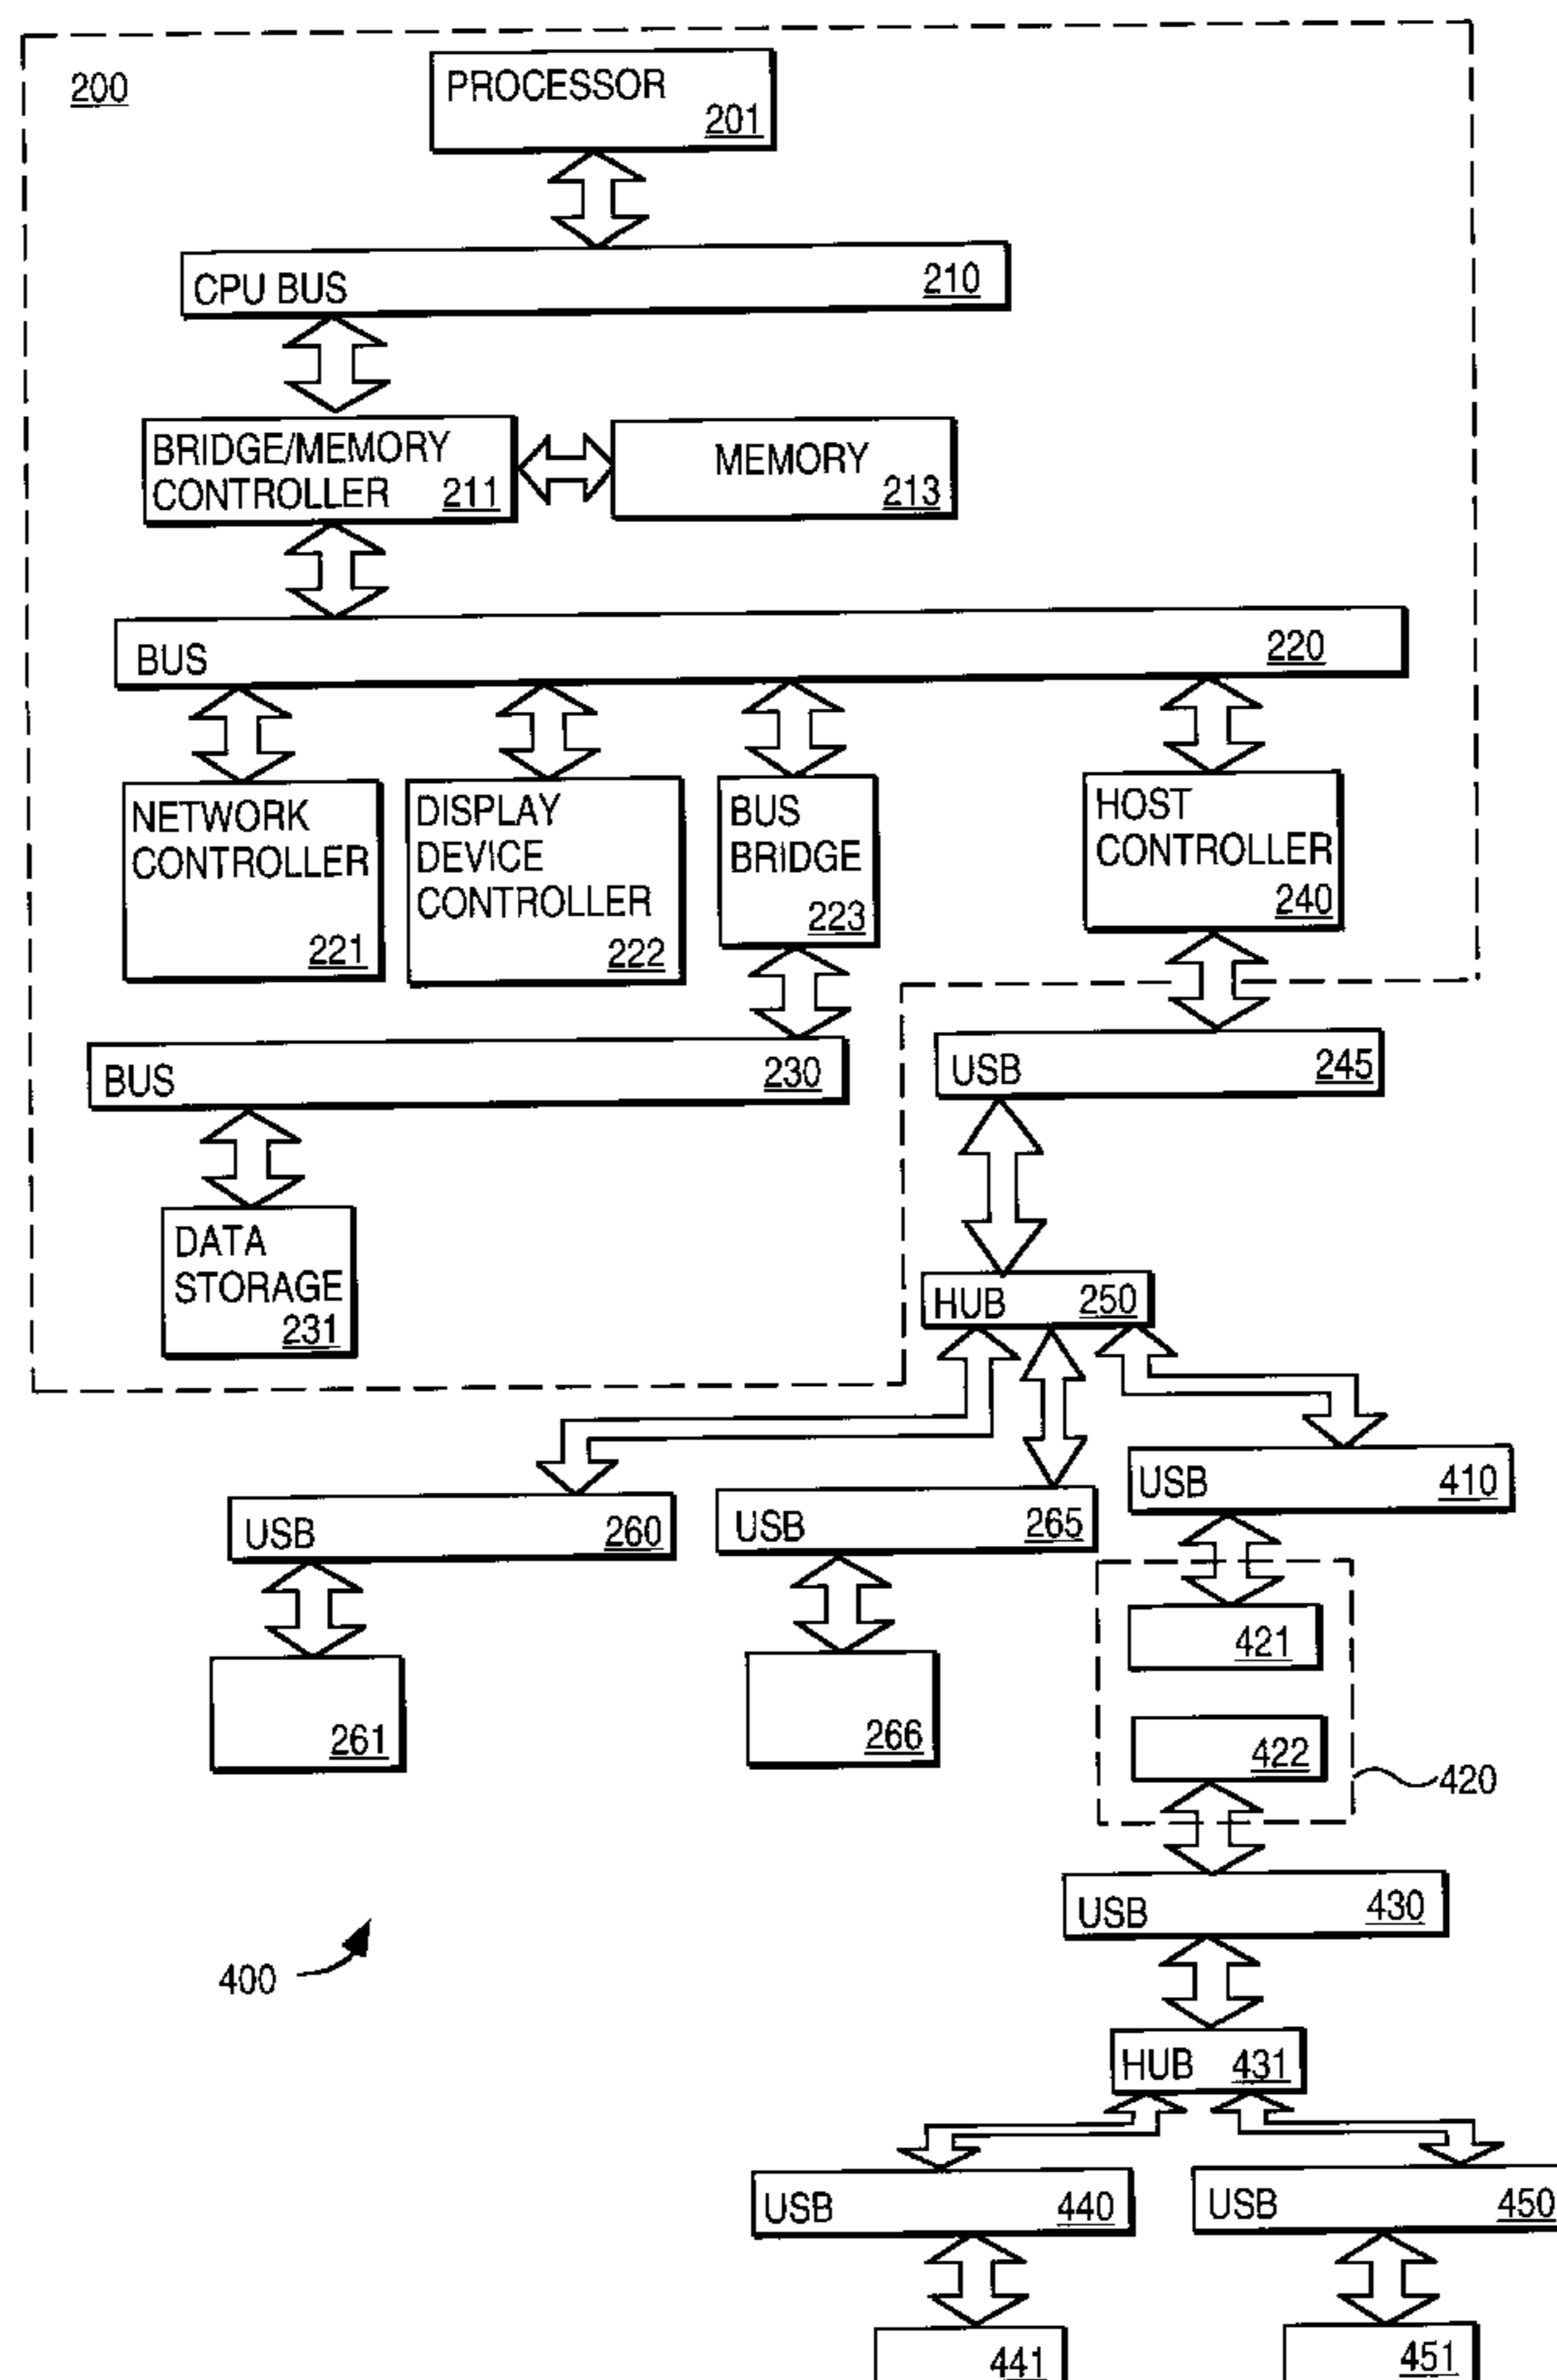 200
PROCESSOR
201
CPU BUS
210
BRIDGE/MEMORY
CONTROLLER
211
MEMORY
213
BUS
220
NETWORK
CONTROLLER
221
DISPLAY
DEVICE
CONTROLLER
222
BUS
BRIDGE
223
HOST
CONTROLLER
240
BUS
230
USB
245
DATA
STORAGE
231
HUB
250
USB
260
USB
265
USB
410
261
266
421
422
420
USB
430
400
HUB
431
USB
440
USB
450
441
451